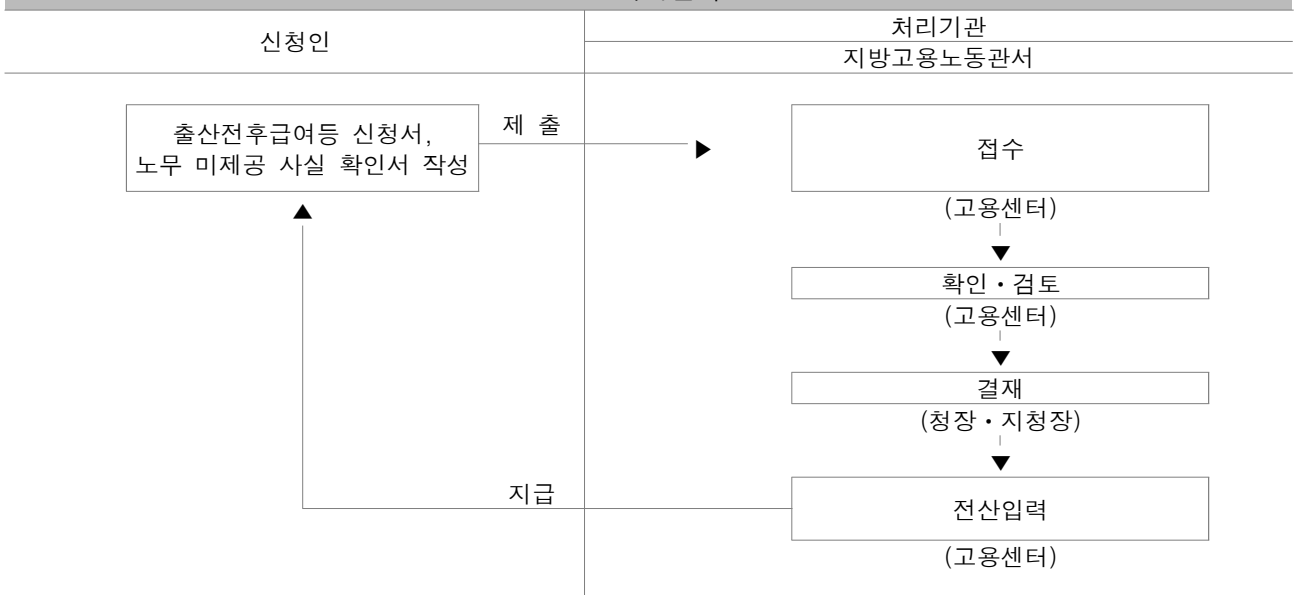 신청인
처리기관
지방고용노동관서
출산전후급여등 신청서,
노무 미제공 사실 확인서 작성
제 출
접수
(고용센터)
확인・검토
(고용센터)
결재
(청장・지청장)
지급
전산입력
(고용센터)